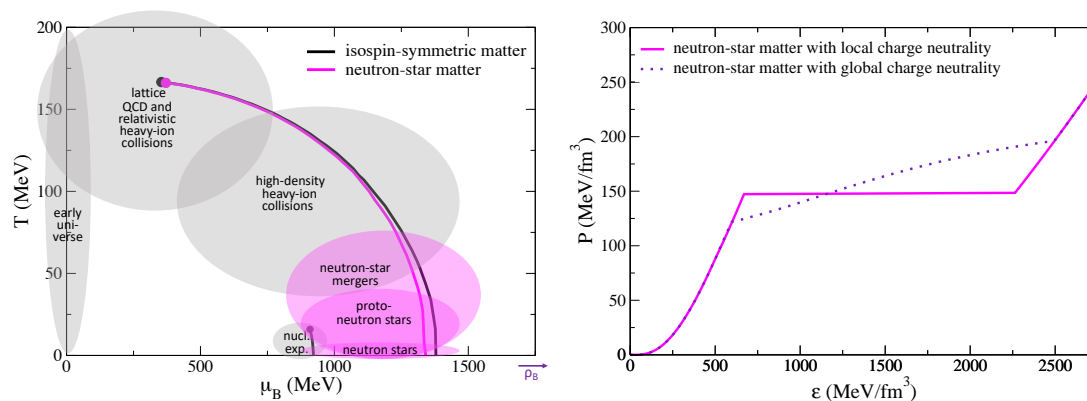 200
150
100
50
0
T (MeV)
isospin-symmetric matter
neutron-star matter
lattice
QCD and
relativistic
heavy-ion
collisions
high-density
heavy-ion
collisions
early
uni-
verse
neutron-star
mergers
proto-
neutron stars
nucl.
exp.
neutron stars
0
500
1000
1500
μ_B (MeV)
ρ_B
300
250
200
150
100
50
0
P (MeV/fm³)
neutron-star matter with local charge neutrality
neutron-star matter with global charge neutrality
0
500
1000
1500
2000
2500
ε (MeV/fm³)